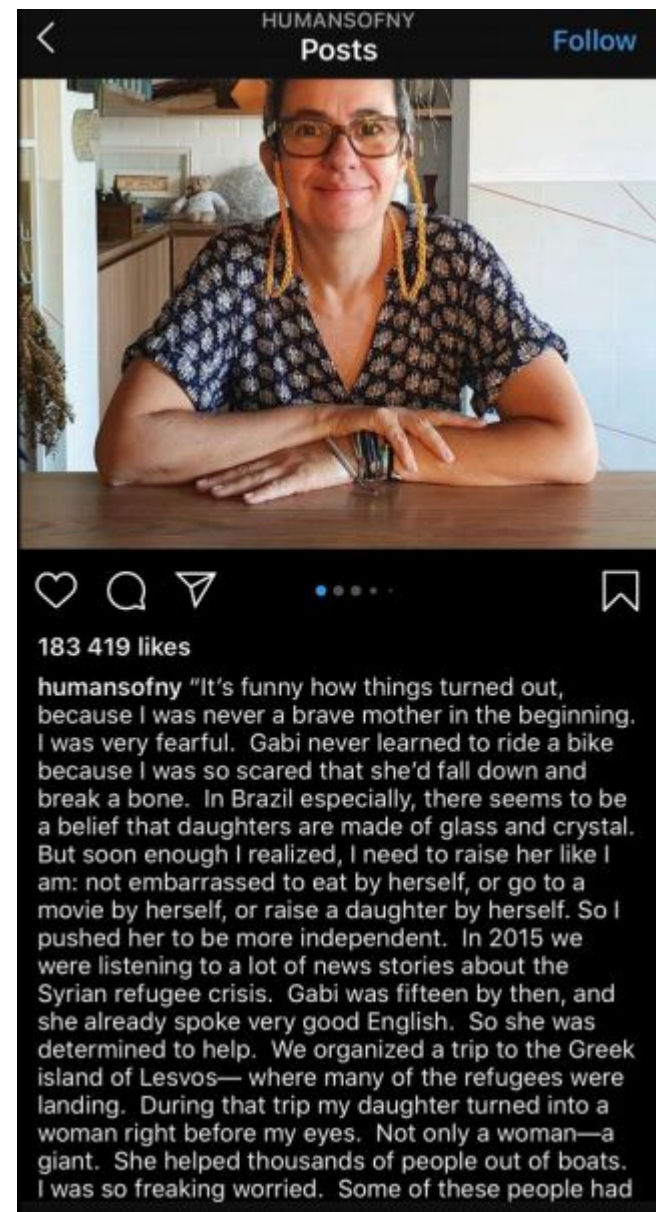 HUMANSOFNY
Posts
Follow
183 419 likes
humansofny “It’s funny how things turned out,
because I was never a brave mother in the beginning.
I was very fearful.  Gabi never learned to ride a bike
because I was so scared that she’d fall down and
break a bone.  In Brazil especially, there seems to be
a belief that daughters are made of glass and crystal.
But soon enough I realized, I need to raise her like I
am: not embarrassed to eat by herself, or go to a
movie by herself, or raise a daughter by herself. So I
pushed her to be more independent.  In 2015 we
were listening to a lot of news stories about the
Syrian refugee crisis.  Gabi was fifteen by then, and
she already spoke very good English.  So she was
determined to help.  We organized a trip to the Greek
island of Lesvos— where many of the refugees were
landing.  During that trip my daughter turned into a
woman right before my eyes.  Not only a woman—a
giant.  She helped thousands of people out of boats.
I was so freaking worried.  Some of these people had